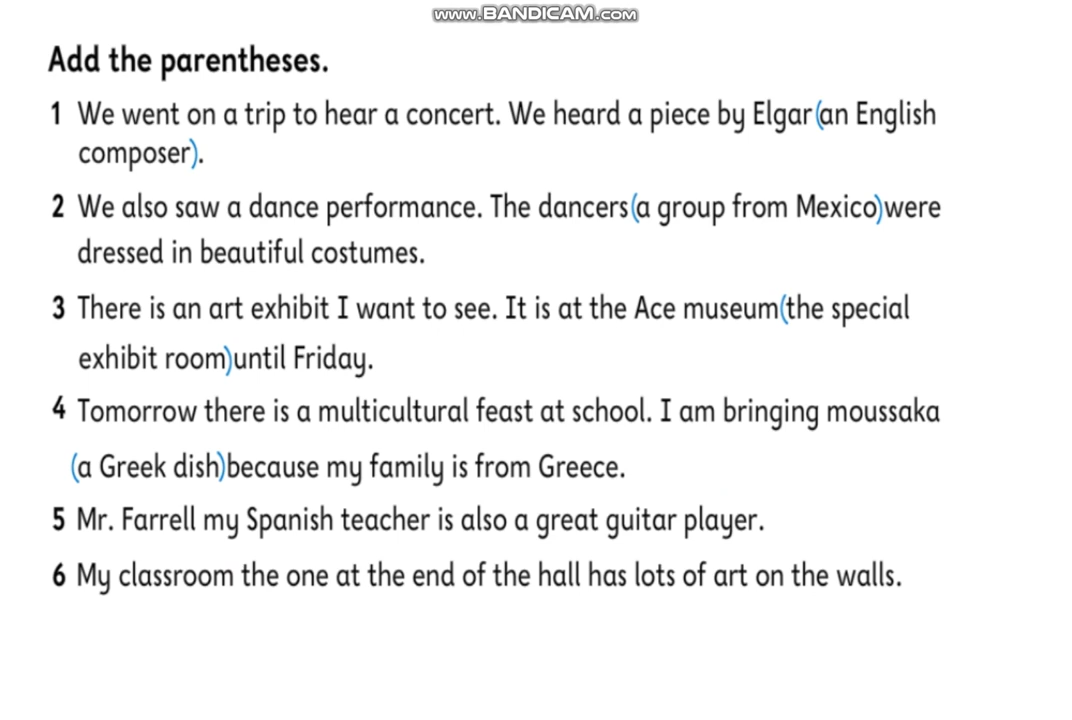 www.BANDICAM.com
Add the parentheses.
1 We went on a trip to hear a concert. We heard a piece by Elgar(an English
composer).
2 We also saw a dance performance. The dancers(a group from Mexico)were
dressed in beautiful costumes.
3 There is an art exhibit I want to see. It is at the Ace museum(the special
exhibit room)until Friday.
4 Tomorrow there is a multicultural feast at school. I am bringing moussaka
(a Greek dish)because my family is from Greece.
5 Mr. Farrell my Spanish teacher is also a great guitar player.
6 My classroom the one at the end of the hall has lots of art on the walls.